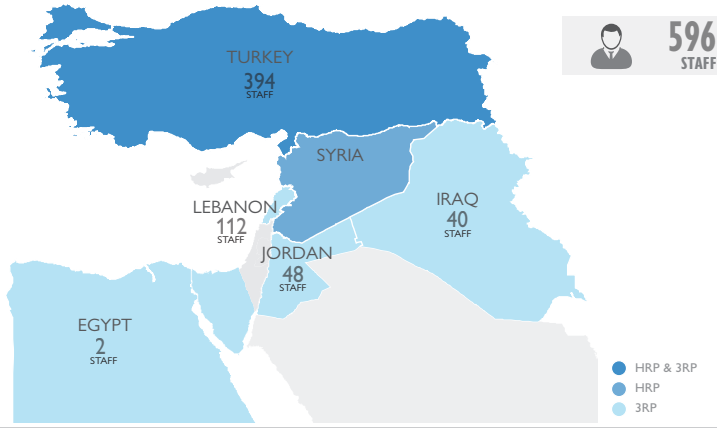 596
STAFF
TURKEY
394
STAFF
SYRIA
LEBANON
112
STAFF
IRAQ
40
STAFF
JORDAN
48
STAFF
EGYPT
2
STAFF
HRP & 3RP
HRP
3RP